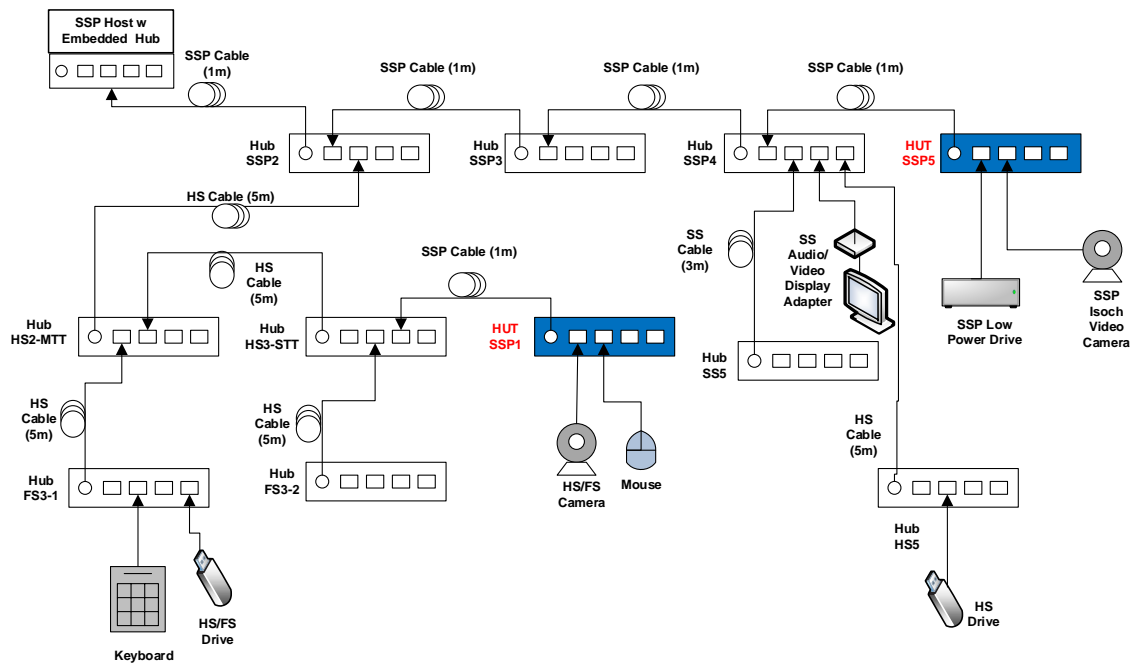 SSP Host w
Embedded Hub
SSP Cable
(1m)
SSP Cable (1m)
SSP Cable (1m)
SSP Cable (1m)
Hub
SSP2
Hub
SSP3
Hub
SSP4
HUT
SSP5
HS Cable (5m)
HS
Cable
(5m)
SSP Cable (1m)
SS
Cable
(3m)
SS
Audio/
Video
Display
Adapter
SSP Low
Power Drive
SSP
Isoch
Video
Camera
Hub
HS2-MTT
Hub
HS3-STT
HUT
SSP1
Hub
SS5
HS
Cable
(5m)
HS
Cable
(5m)
HS
Cable
(5m)
Hub
FS3-1
Hub
FS3-2
HS/FS
Camera
Mouse
Hub
HS5
Keyboard
HS/FS
Drive
HS
Drive